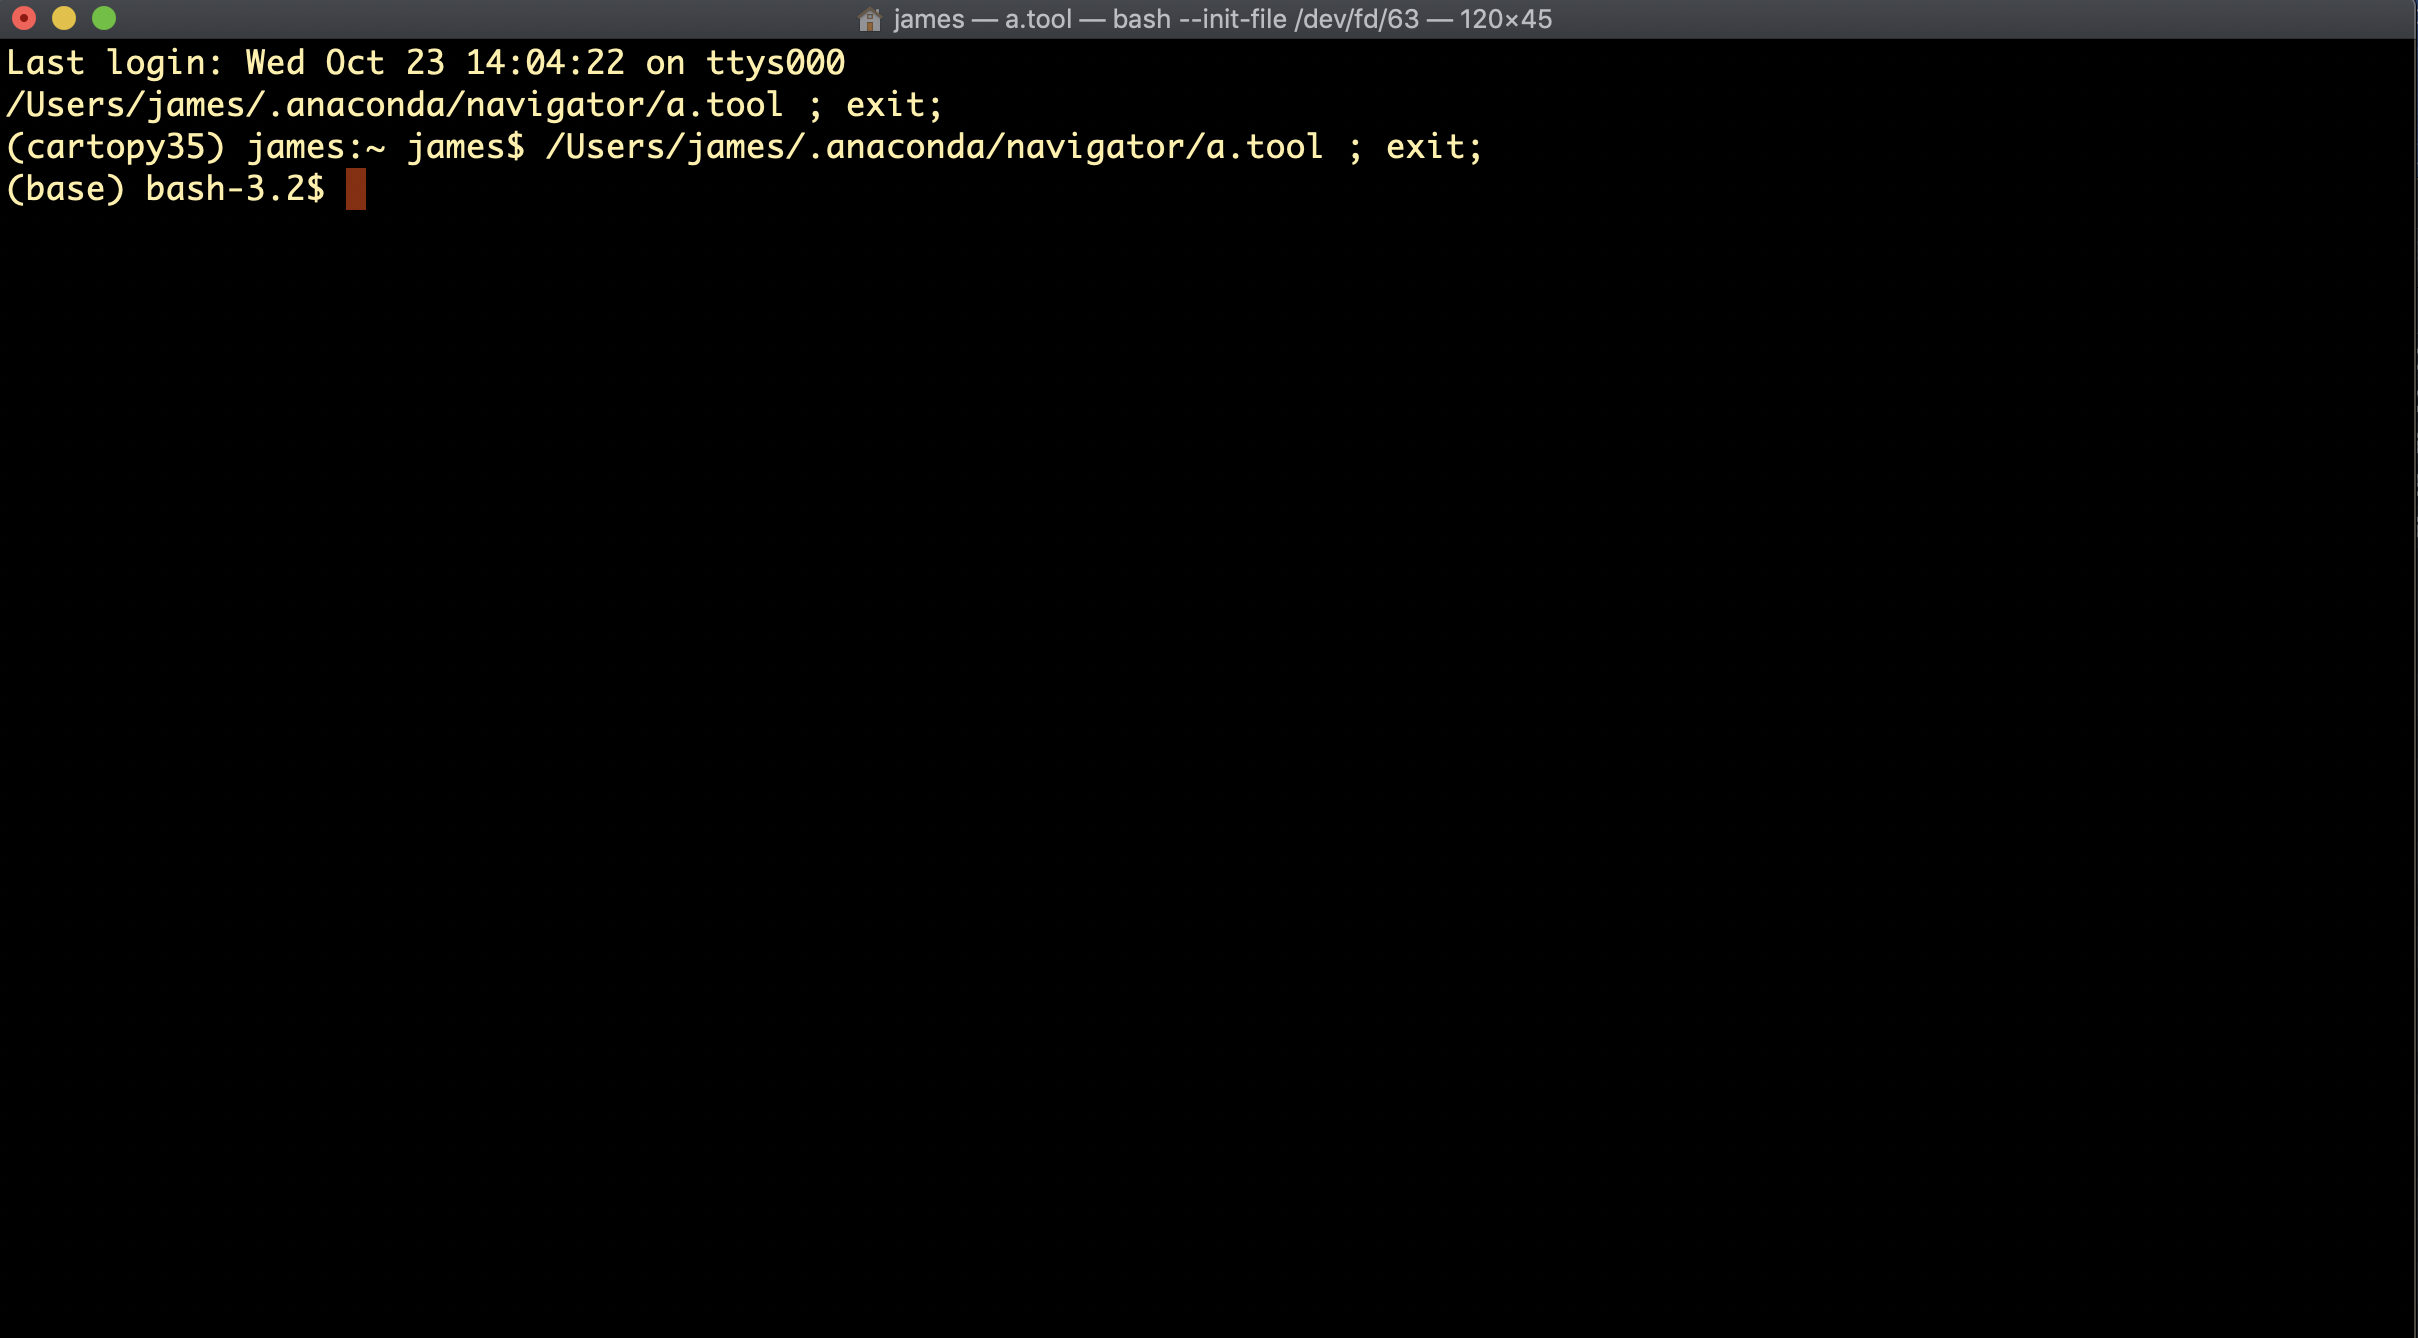 james — a.tool — bash --init-file /dev/fd/63 — 120×45
Last login: Wed Oct 23 14:04:22 on ttys000
/Users/james/.anaconda/navigator/a.tool ; exit;
(cartopy35) james:~ james$ /Users/james/.anaconda/navigator/a.tool ; exit;
(base) bash-3.2$